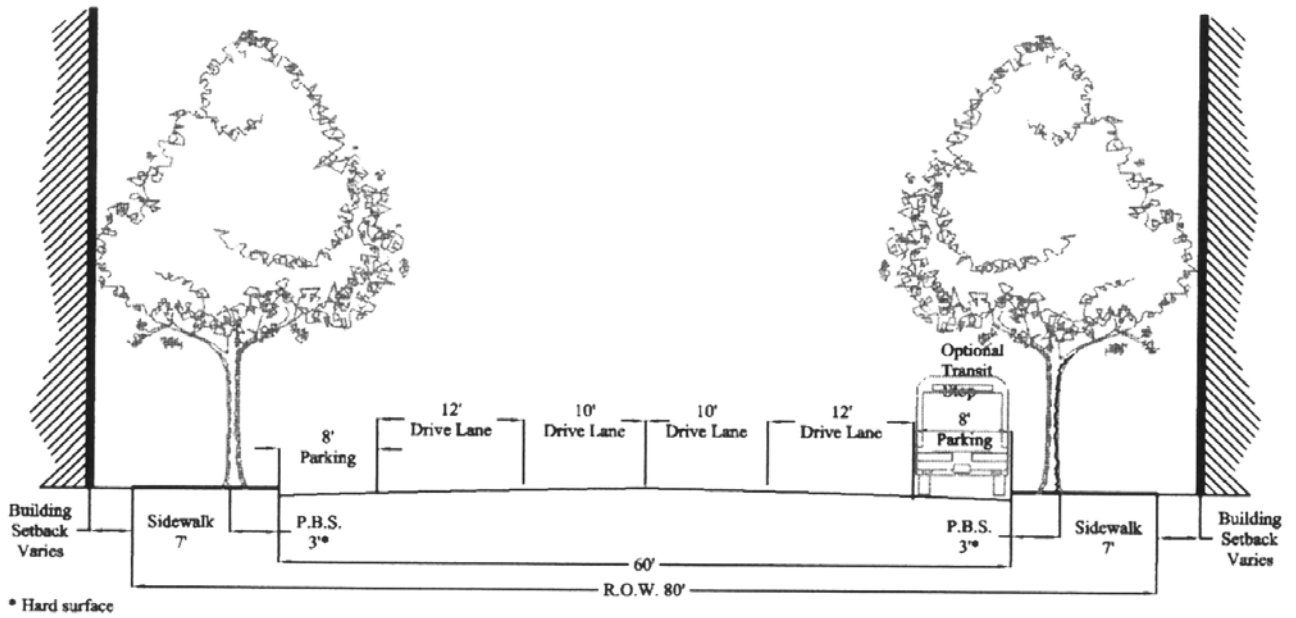 Optional
Transit
Stop
12'
Drive Lane
10'
Drive Lane
10'
Drive Lane
12'
Drive Lane
8'
Parking
8'
Parking
Building
Setback
Varies
Sidewalk
7'
P.B.S.
3'*
P.B.S.
3'*
Sidewalk
7'
Building
Setback
Varies
60'
R.O.W. 80'
* Hard surface